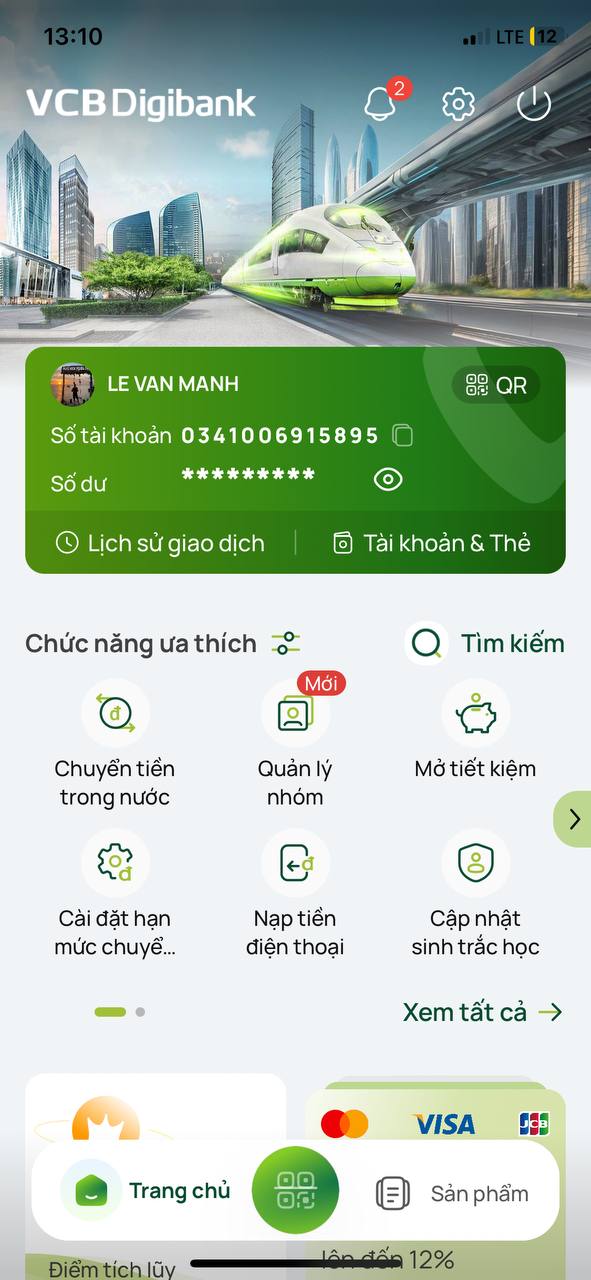 13:10
LTE 12
VCB Digibank
2
LE VAN MANH
QR
Số tài khoản 0341006915895
Số dư *********
Lịch sử giao dịch
Tài khoản & Thẻ
Chức năng ưa thích
Tìm kiếm
Mới
Chuyển tiền
trong nước
Quản lý
nhóm
Mở tiết kiệm
Cài đặt hạn
mức chuyể...
Nạp tiền
điện thoại
Cập nhật
sinh trắc học
Xem tất cả
VISA
JCB
Trang chủ
Sản phẩm
Điểm tích lũy
lên đến 12%